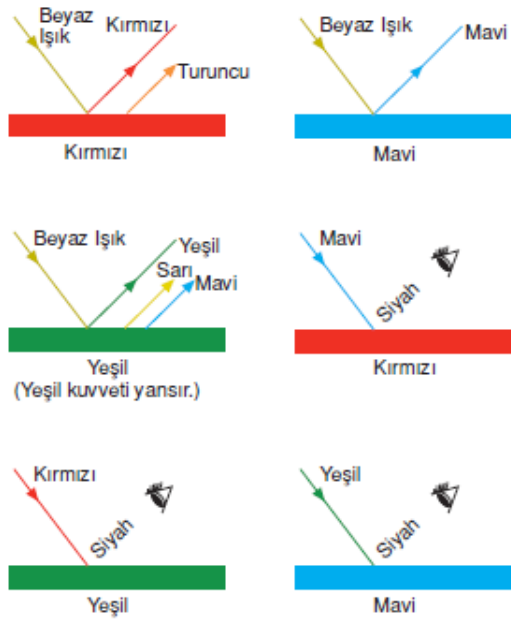 Beyaz
Işık
Kırmızı
Turuncu
Kırmızı
Beyaz Işık
Mavi
Mavi
Beyaz Işık
Yeşil
Sarı
Mavi
Yeşil
(Yeşil kuvveti yansır.)
Mavi
Siyah
Kırmızı
Kırmızı
Siyah
Yeşil
Yeşil
Siyah
Mavi